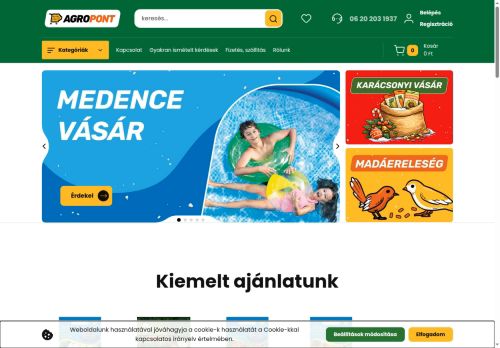 AGROPONT
keresés...
06 20 203 1937
Belépés
Regisztráció
Kategóriák
Kapcsolat
Gyakran ismételt kérdések
Fizetés, szállítás
Rólunk
0
Kosár
0 Ft
MEDENCE
VÁSÁR
Érdekel
KARÁCSONYI VÁSÁR
MADÁRELESÉG
Kiemelt ajánlatunk
Weboldalunk használatával jóváhagyja a cookie-k használatát a Cookie-kkal
kapcsolatos irányelv értelmében.
Beállítások módosítása
Elfogadom